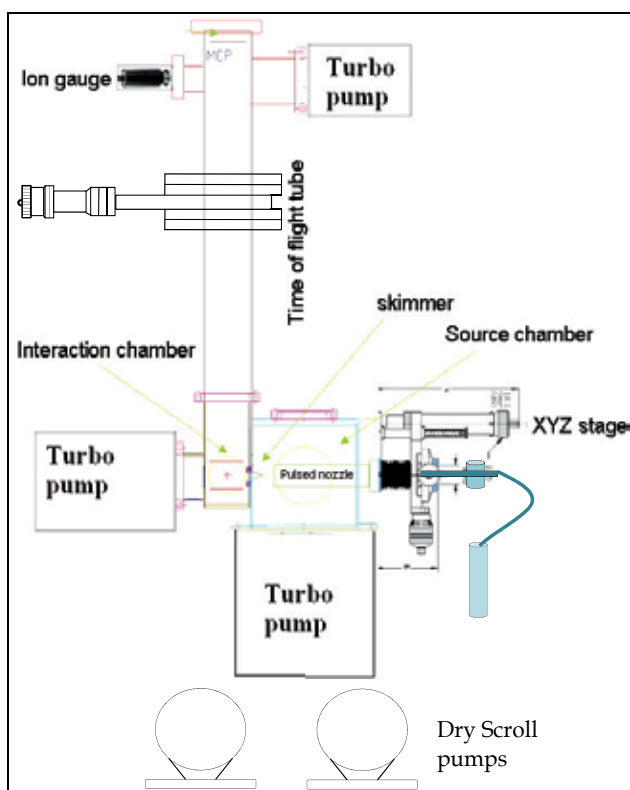 MCP
Ion gauge
Turbo
pump
Time of flight tube
skimmer
Source chamber
Interaction chamber
XYZ stage
Turbo
pump
Pulsed nozzle
Turbo
pump
Dry Scroll
pumps